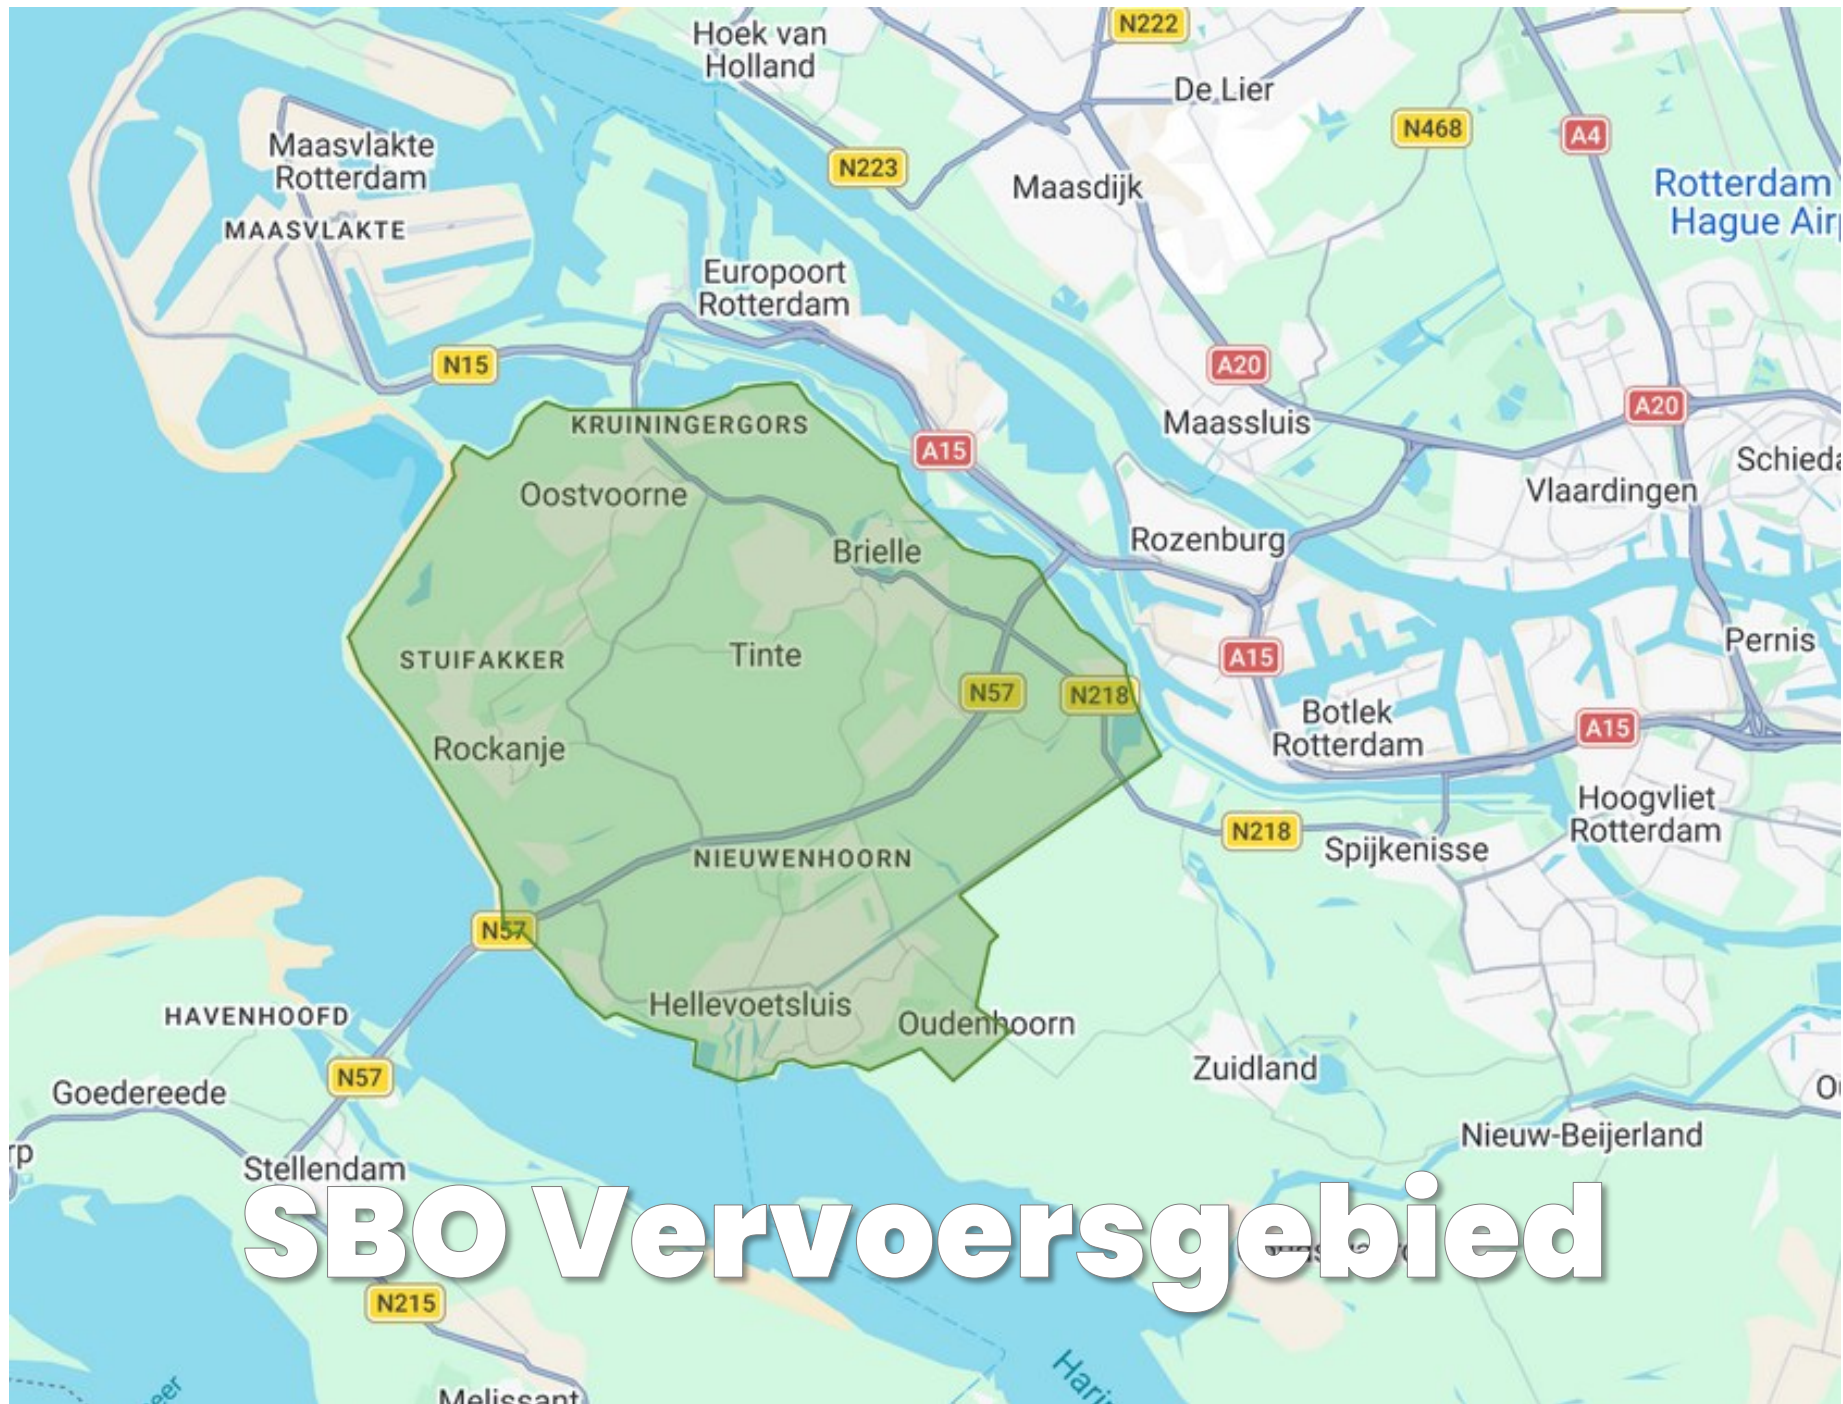 N222
Hoek van
Holland
De Lier
N468
A4
Maasvlakte
Rotterdam
N223
Maasdijk
Rotterdam
MAASVLAKTE
Europoort
Rotterdam
N15
A20
KRUININGERGORS
Maassluis
A20
A15
Oostvoorne
Vlaardingen
Brielle
Rozenburg
STUIFAKKER
Tinte
A15
Pernis
N57
N218
Rockanje
Botlek
Rotterdam
A15
Hoogvliet
Rotterdam
NIEUWENHOORN
N218
Spijkenisse
N57
HAVENHOOFD
Hellevoetsluis
Oudenhoorn
N57
Zuidland
Goedereede
Nieuw-Beijerland
Stellendam
SBO Vervoersgebied
N215